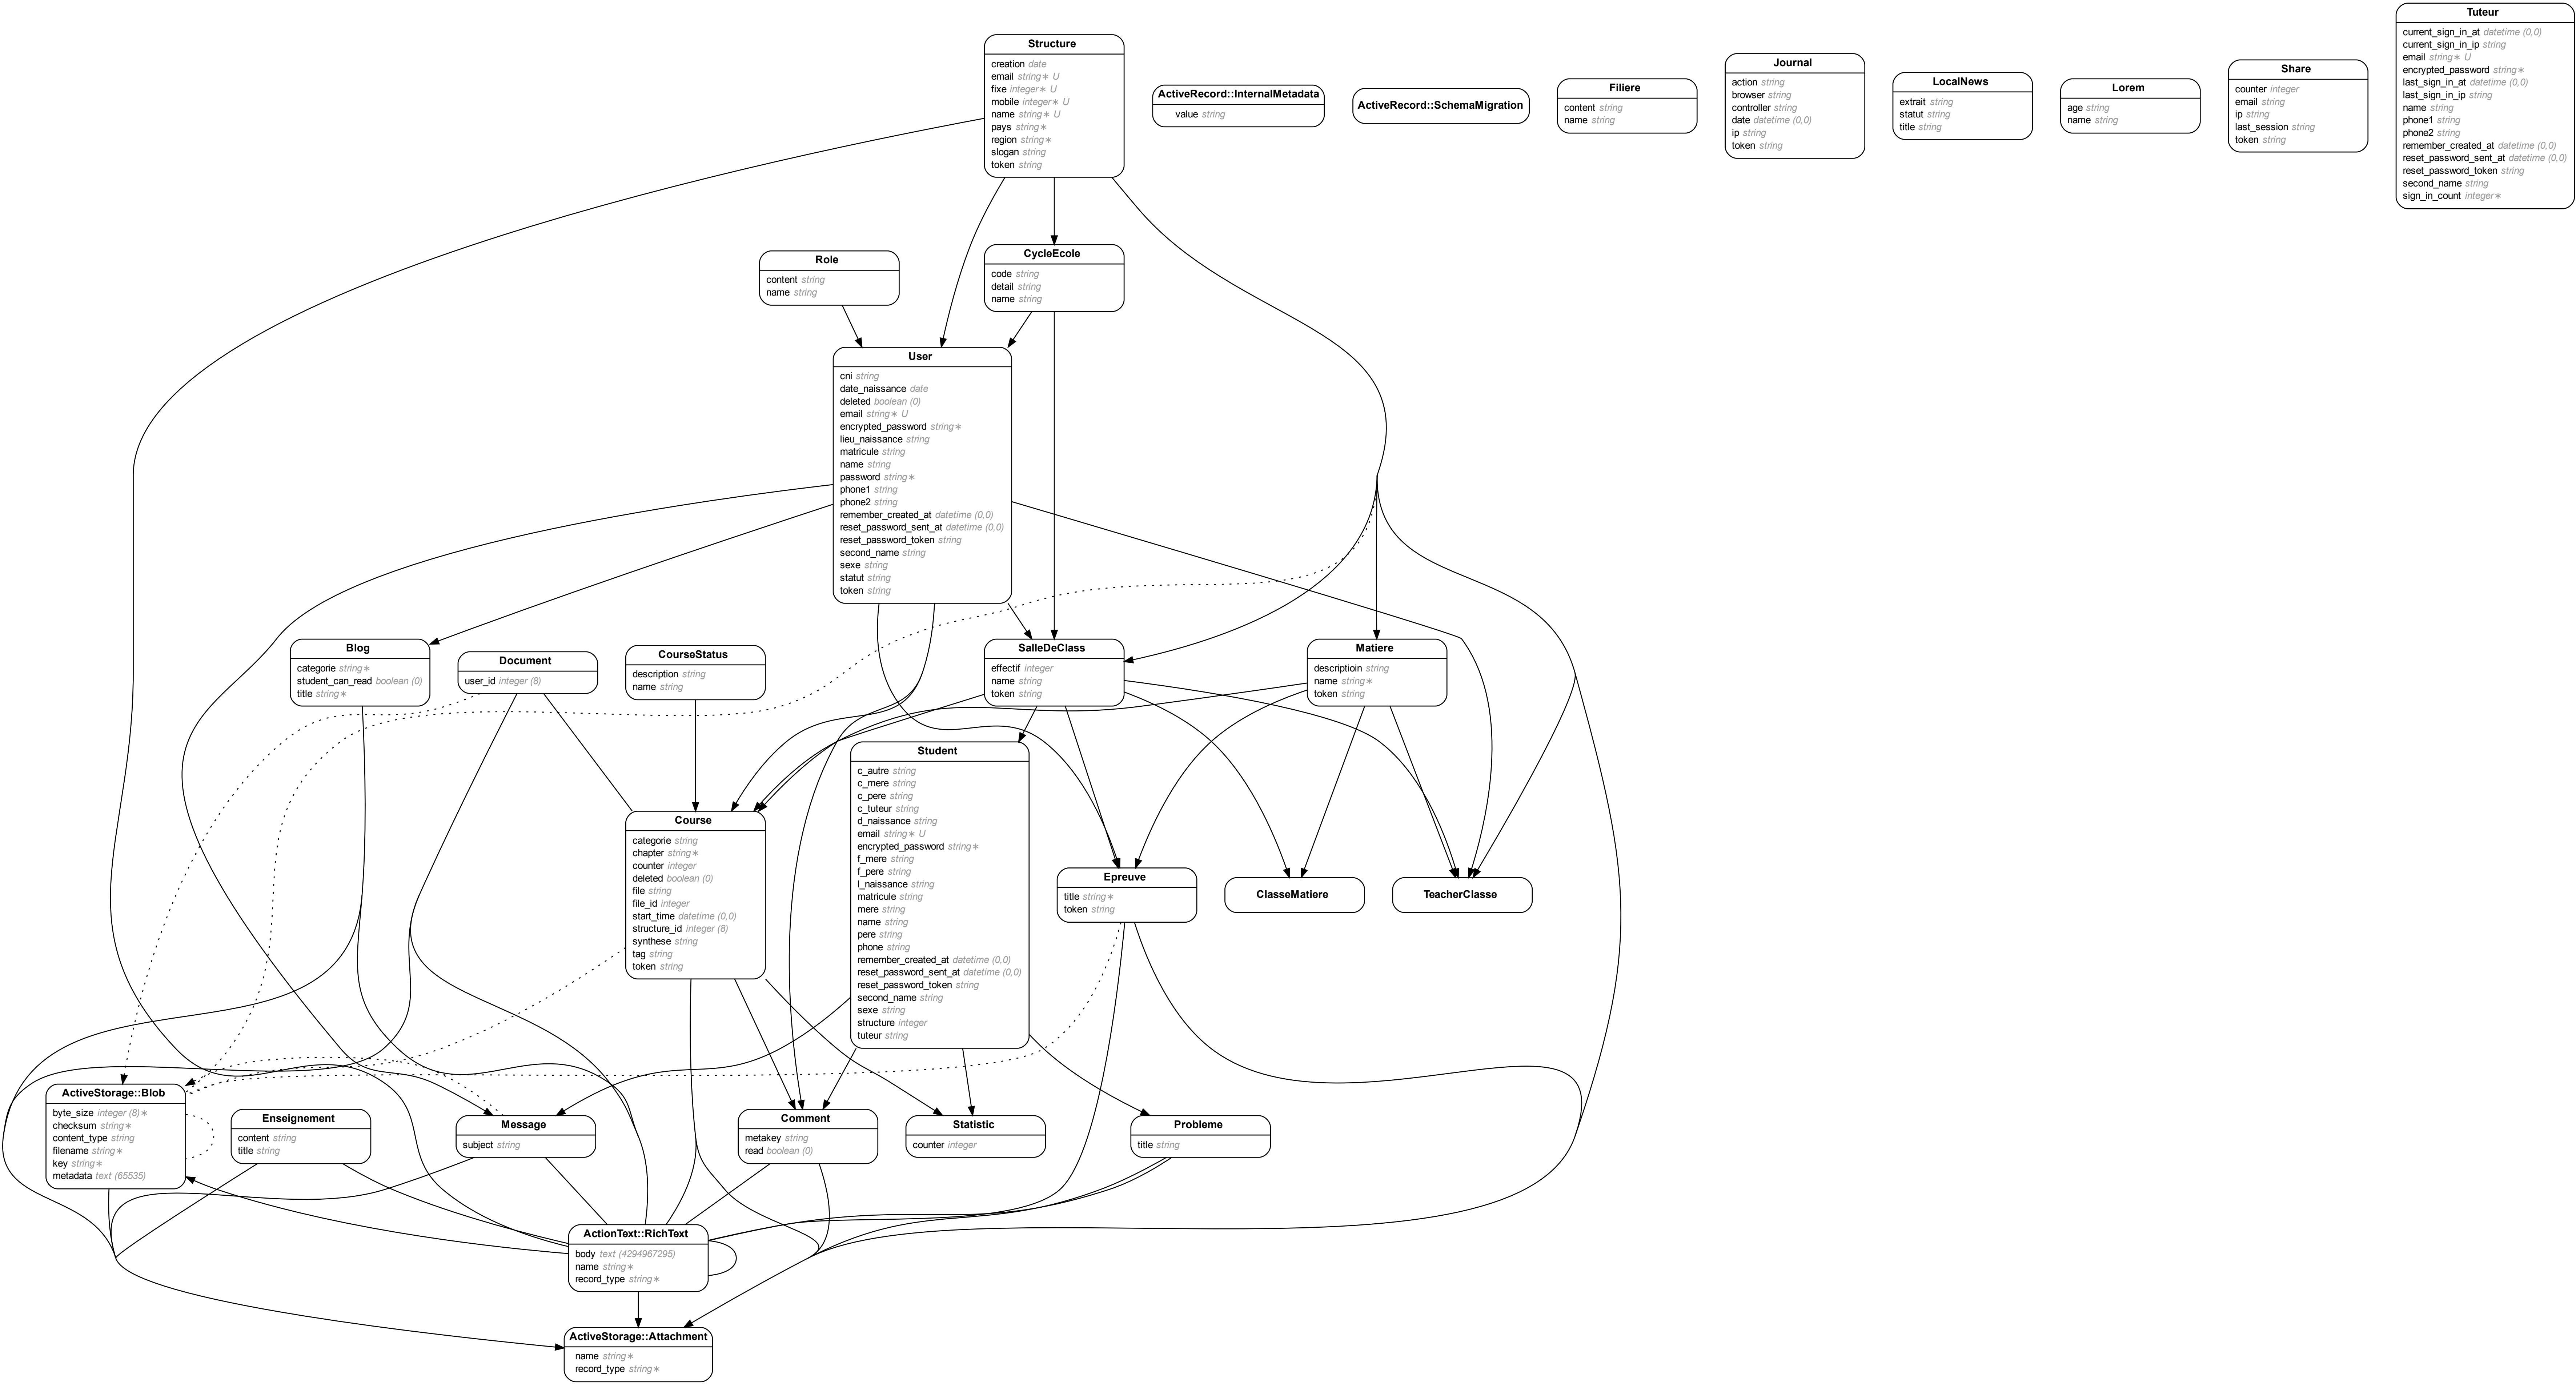 Structure
creation date
email string∗ U
fixe integer∗ U
mobile integer∗ U
name string∗ U
pays string∗
region string∗
slogan string
token string
ActiveRecord::InternalMetadata
value string
ActiveRecord::SchemaMigration
Filiere
content string
name string
Journal
action string
browser string
controller string
date datetime (0,0)
ip string
token string
LocalNews
extrait string
statut string
title string
Lorem
age string
name string
Share
counter integer
email string
ip string
last_session string
token string
Tuteur
current_sign_in_at datetime (0,0)
current_sign_in_ip string
email string∗ U
encrypted_password string∗
last_sign_in_at datetime (0,0)
last_sign_in_ip string
name string
phone1 string
phone2 string
remember_created_at datetime (0,0)
reset_password_sent_at datetime (0,0)
reset_password_token string
second_name string
sign_in_count integer∗
Role
content string
name string
CycleEcole
code string
detail string
name string
User
cni string
date_naissance date
deleted boolean (0)
email string∗ U
encrypted_password string∗
lieu_naissance string
matricule string
name string
password string∗
phone1 string
phone2 string
remember_created_at datetime (0,0)
reset_password_sent_at datetime (0,0)
reset_password_token string
second_name string
sexe string
statut string
token string
Blog
categorie string∗
student_can_read boolean (0)
title string∗
Document
user_id integer (8)
CourseStatus
description string
name string
SalleDeClass
effectif integer
name string
token string
Matiere
descriptioin string
name string∗
token string
Student
c_autre string
c_mere string
c_pere string
c_tuteur string
d_naissance string
email string∗ U
encrypted_password string∗
f_mere string
f_pere string
l_naissance string
matricule string
mere string
name string
pere string
phone string
remember_created_at datetime (0,0)
reset_password_sent_at datetime (0,0)
reset_password_token string
second_name string
sexe string
structure integer
tuteur string
Course
categorie string
chapter string∗
counter integer
deleted boolean (0)
file string
file_id integer
start_time datetime (0,0)
structure_id integer (8)
synthese string
tag string
token string
Epreuve
title string∗
token string
ClasseMatiere
TeacherClasse
ActiveStorage::Blob
byte_size integer (8)∗
checksum string∗
content_type string
filename string∗
key string∗
metadata text (65535)
Enseignement
content string
title string
Message
subject string
Comment
metakey string
read boolean (0)
Statistic
counter integer
Probleme
title string
ActionText::RichText
body text (4294967295)
name string∗
record_type string∗
ActiveStorage::Attachment
name string∗
record_type string∗